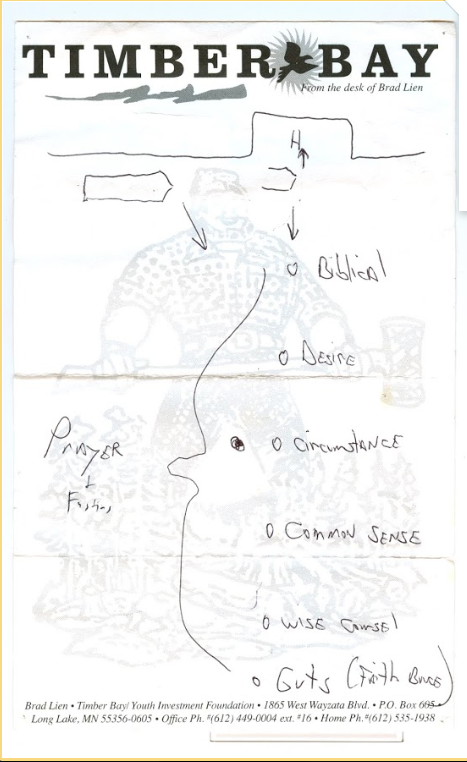 TIMBER BAY
From the desk of Brad Lien
H
Biblical
DESIRE
PRAYER
CIRCUMSTANCE
COMMON SENSE
WISE Counsel
Guts (Faith
Brad Lien • Timber Bay/ Youth Investment Foundation • 1865 West Wayzata Blvd. • P.O. Box 605
Long Lake, MN 55356-0605 • Office Ph. #(612) 449-0004 ext. #16 • Home Ph.#(612) 535-1938